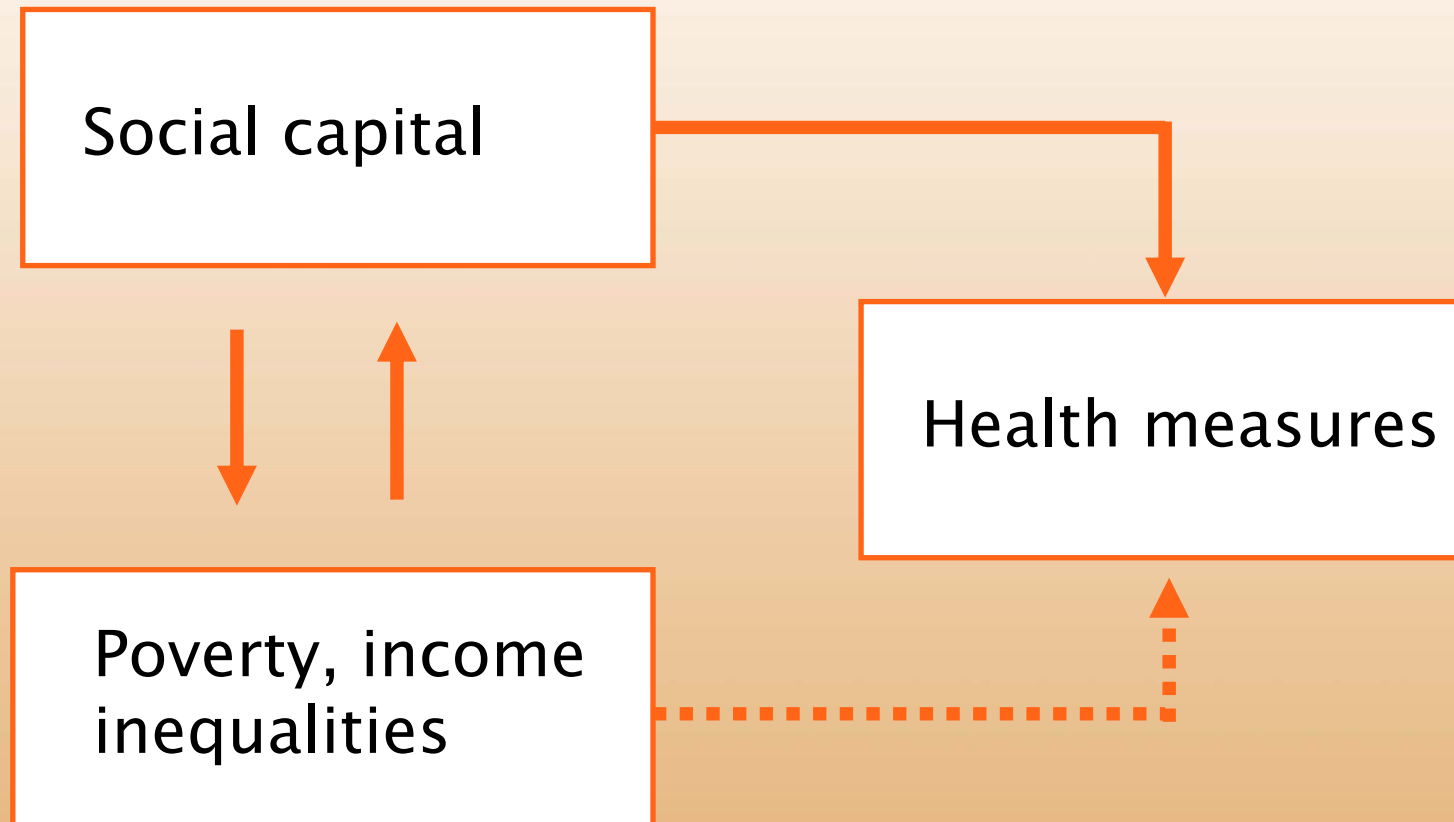 Social capital
Health measures
Poverty, income
inequalities